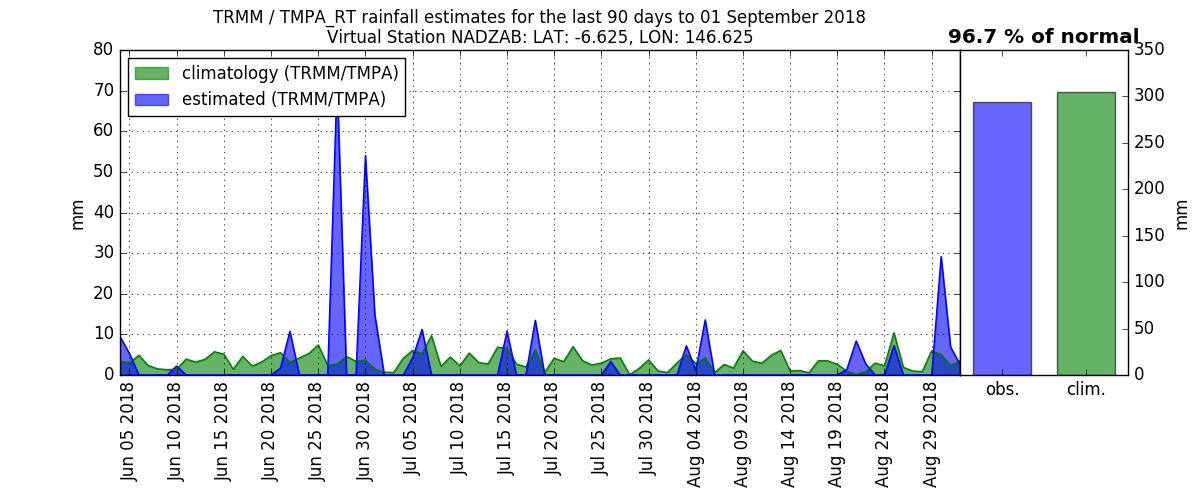 TRMM / TMPA_RT rainfall estimates for the last 90 days to 01 September 2018
Virtual Station NADZAB: LAT: -6.625, LON: 146.625
96.7 % of normal
climatology (TRMM/TMPA)
estimated (TRMM/TMPA)
80
70
60
50
40
30
20
10
0
mm
Jun 05 2018
Jun 10 2018
Jun 15 2018
Jun 20 2018
Jun 25 2018
Jun 30 2018
Jul 05 2018
Jul 10 2018
Jul 15 2018
Jul 20 2018
Jul 25 2018
Jul 30 2018
Aug 04 2018
Aug 09 2018
Aug 14 2018
Aug 19 2018
Aug 24 2018
Aug 29 2018
obs.
clim.
350
300
250
200
150
100
50
0
mm